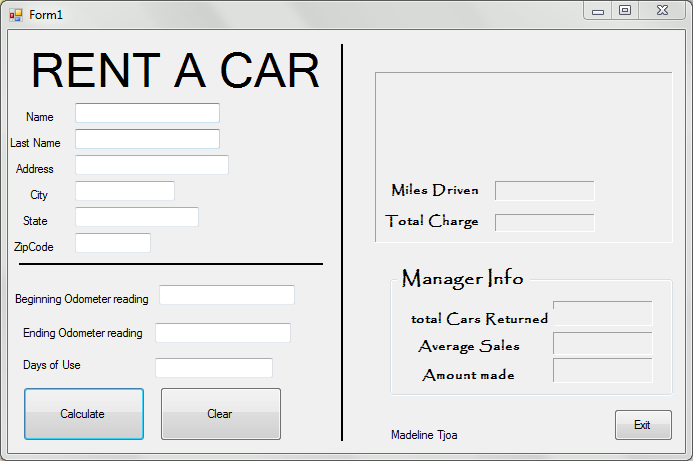 Form1
RENT A CAR
Name
Last Name
Address
City
State
ZipCode
Beginning Odometer reading
Ending Odometer reading
Days of Use
Calculate
Clear
Miles Driven
Total Charge
Manager Info
total Cars Returned
Average Sales
Amount made
Madeline Tjoa
Exit